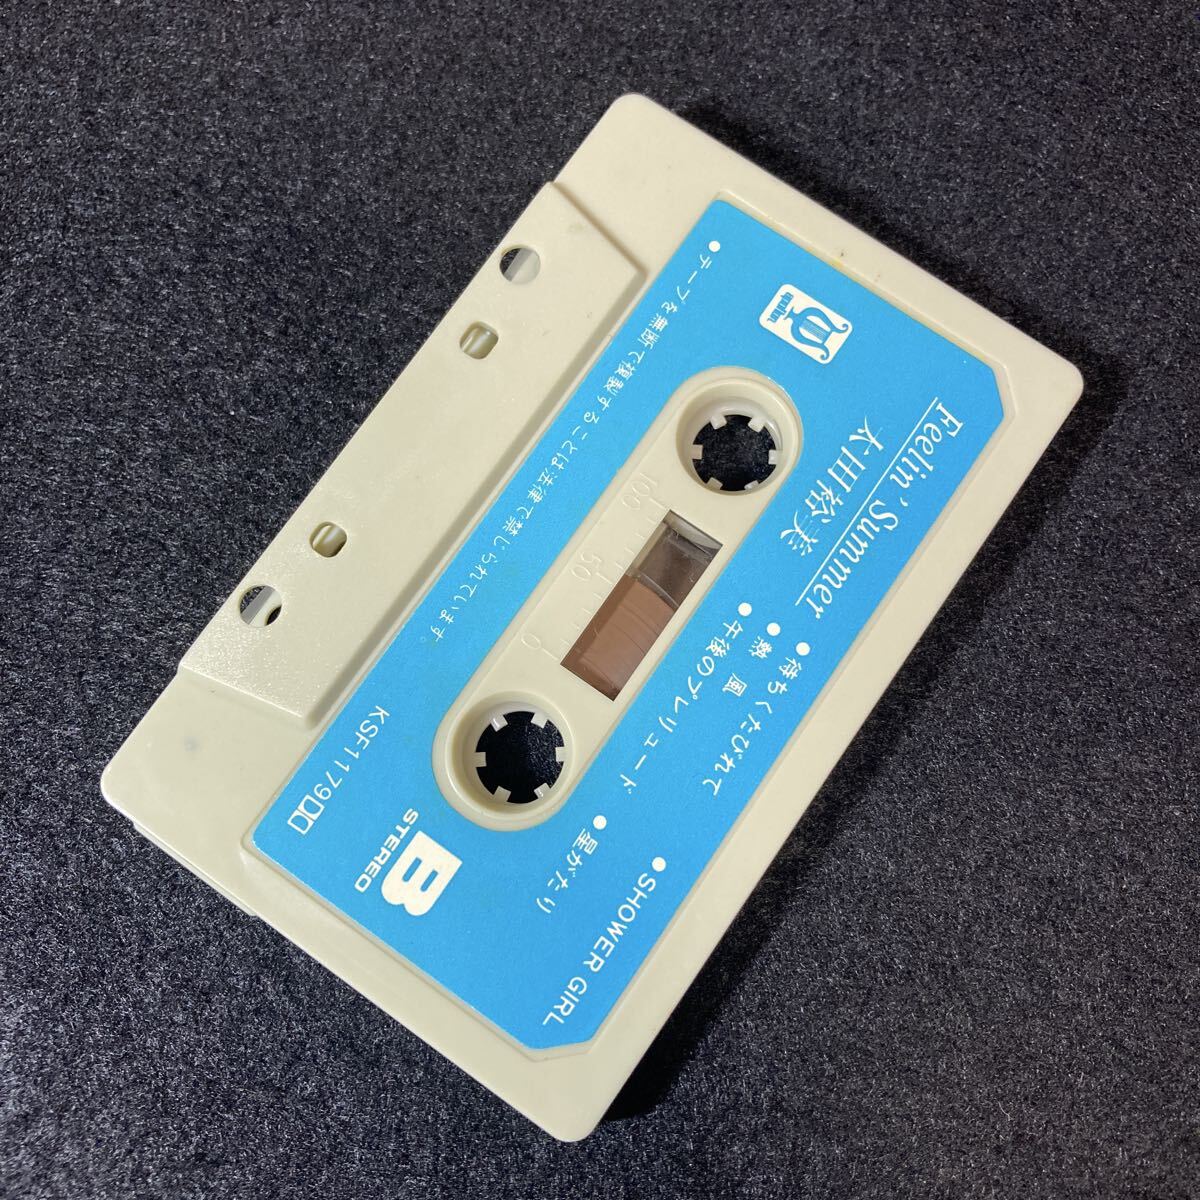 Feelin' Summer
太田裕美
●待ちくたびれて
●熱 風
●午後のプレリュード
●SHOWER GIRL
●星がたり
B
STEREO
100 50 0
●テープを無断で複製することは法律で禁じられています。
KSF1179